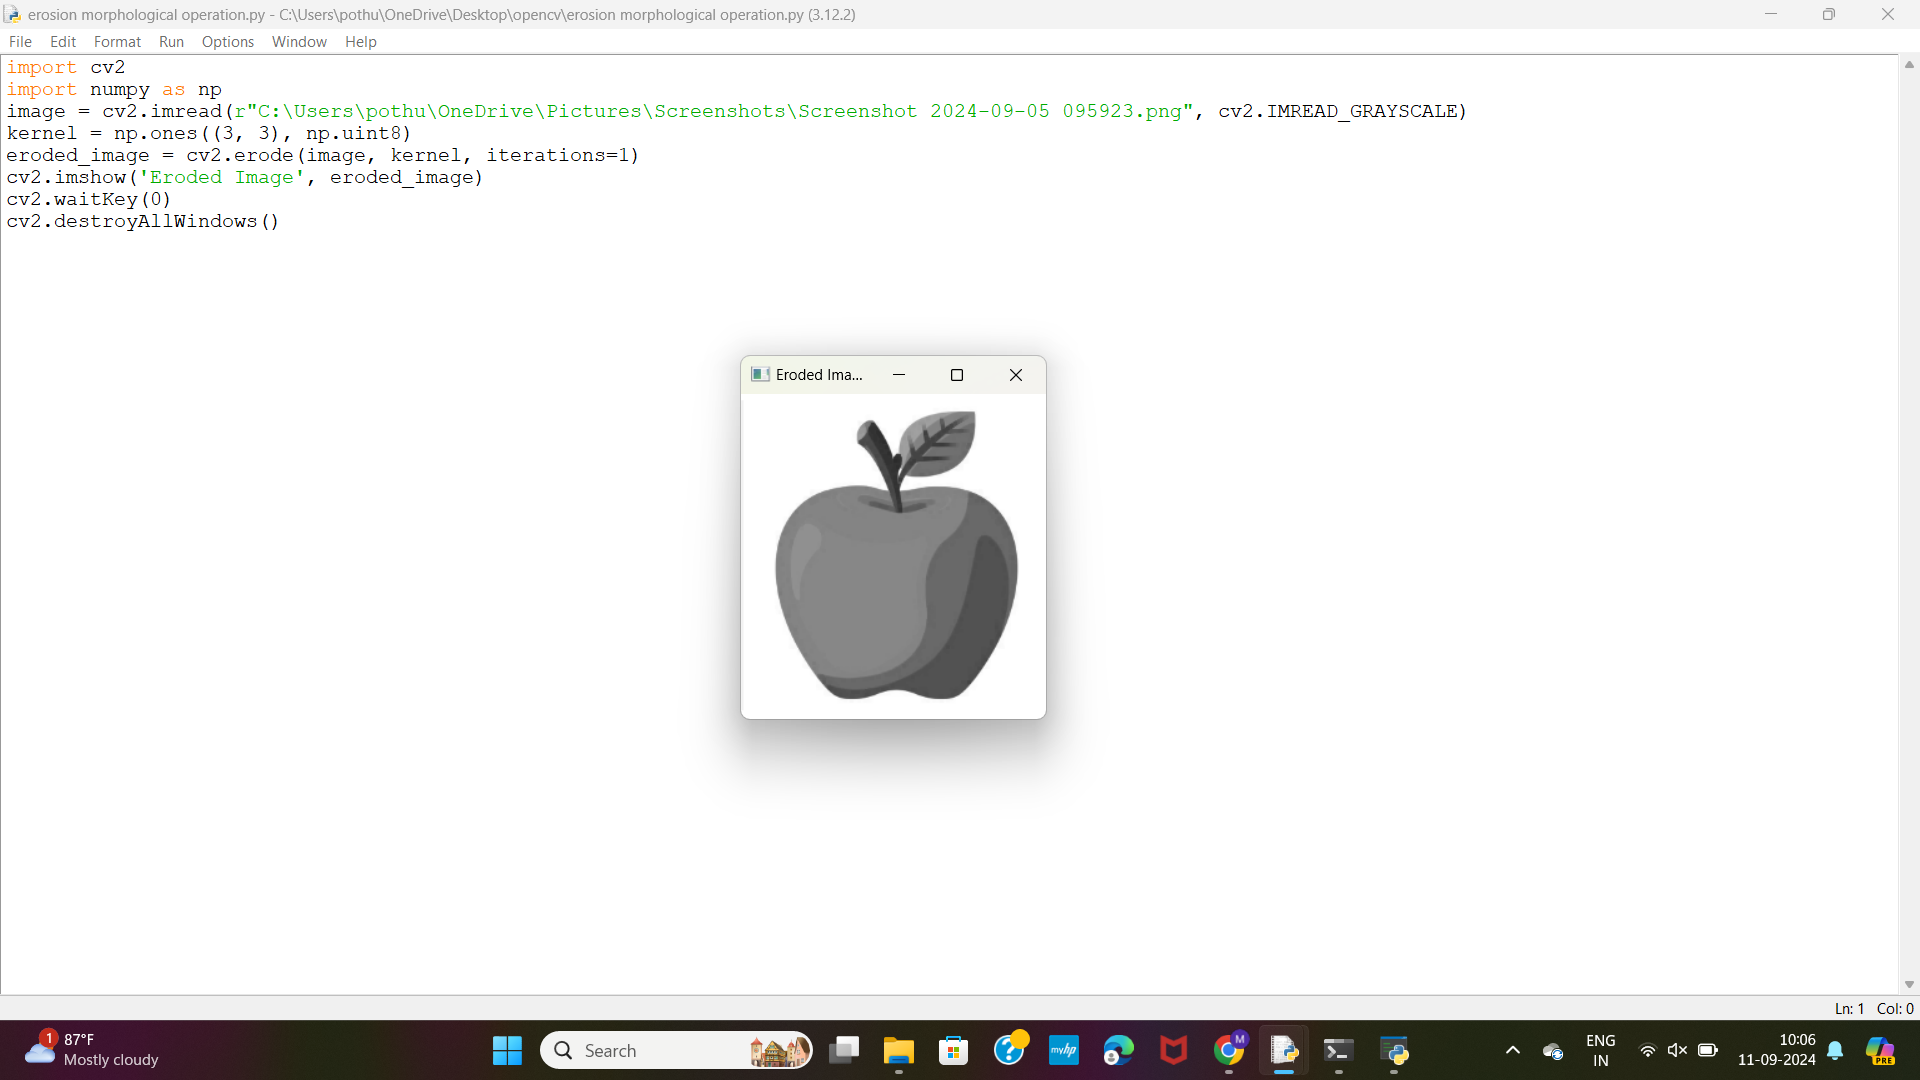 erosion morphological operation.py - C:\Users\pothu\OneDrive\Desktop\opencv\erosion morphological operation.py (3.12.2)
File Edit Format Run Options Window Help
import cv2
import numpy as np
image = cv2.imread(r"C:\Users\pothu\OneDrive\Pictures\Screenshots\Screenshot 2024-09-05 095923.png", cv2.IMREAD_GRAYSCALE)
kernel = np.ones((3, 3), np.uint8)
eroded_image = cv2.erode(image, kernel, iterations=1)
cv2.imshow('Eroded Image', eroded_image)
cv2.waitKey(0)
cv2.destroyAllWindows()
Eroded Ima...
Ln: 1 Col: 0
1
87°F
Mostly cloudy
Search
myhp
M
ENG
IN
10:06
11-09-2024
PRE